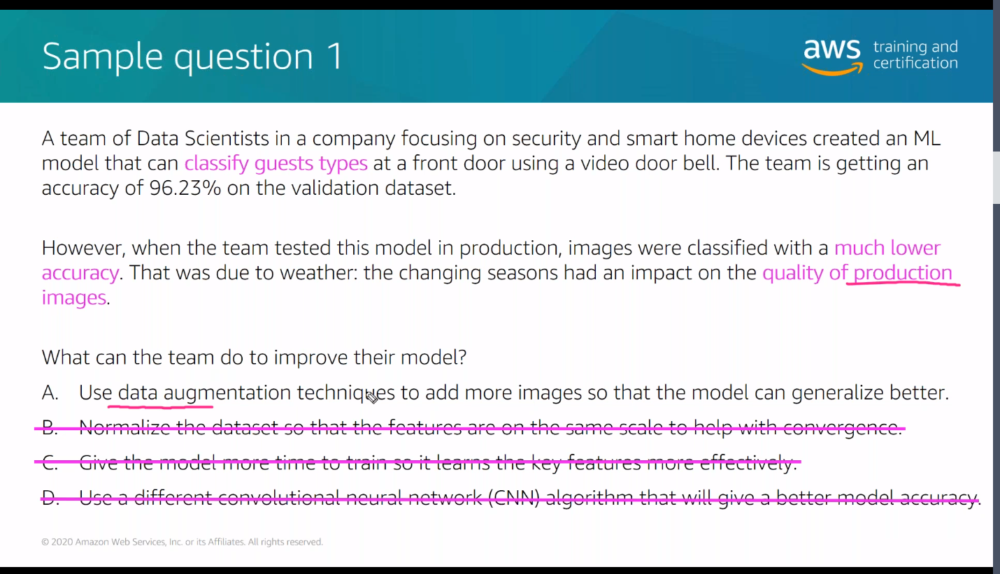 Sample question 1
aws training and
certification
A team of Data Scientists in a company focusing on security and smart home devices created an ML
model that can classify guests types at a front door using a video door bell. The team is getting an
accuracy of 96.23% on the validation dataset.
However, when the team tested this model in production, images were classified with a much lower
accuracy. That was due to weather: the changing seasons had an impact on the quality of production
images.
What can the team do to improve their model?
A. Use data augmentation techniques to add more images so that the model can generalize better.
B. Normalize the dataset so that the features are on the same scale to help with convergence.
C. Give the model more time to train so it learns the key features more effectively.
D. Use a different convolutional neural network (CNN) algorithm that will give a better model accuracy.
© 2020 Amazon Web Services, Inc. or its Affiliates. All rights reserved.